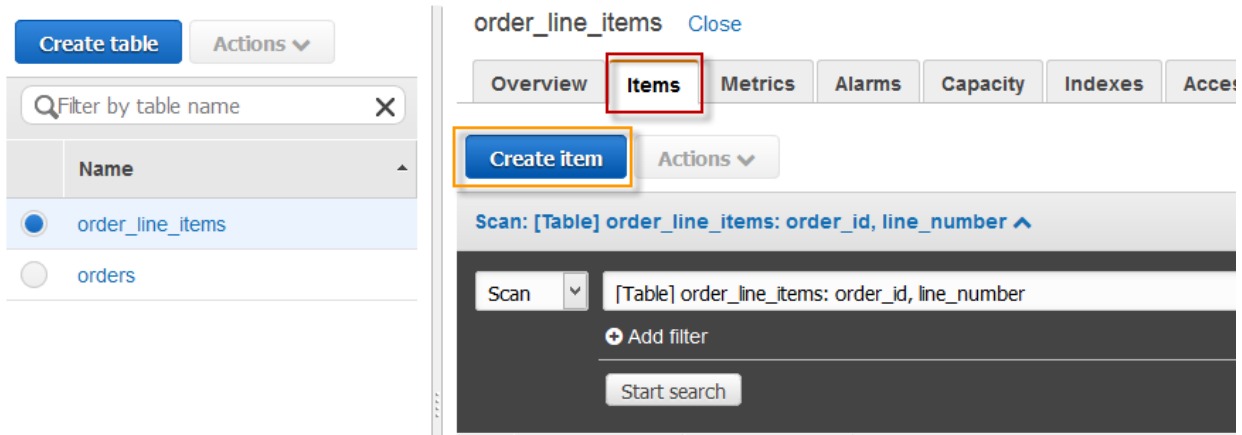 Create table
Actions
Filter by table name
Name
order_line_items
orders
order_line_items Close
Overview Items Metrics Alarms Capacity Indexes
Create item
Actions
Scan: [Table] order_line_items: order_id, line_number
Scan
[Table] order_line_items: order_id, line_number
Add filter
Start search